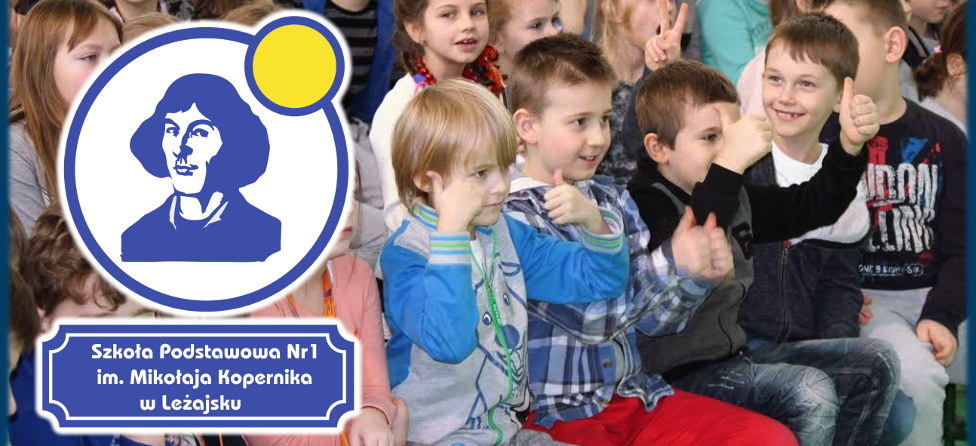 Szkoła Podstawowa Nr1
im. Mikołaja Kopernika
w Leżajsku